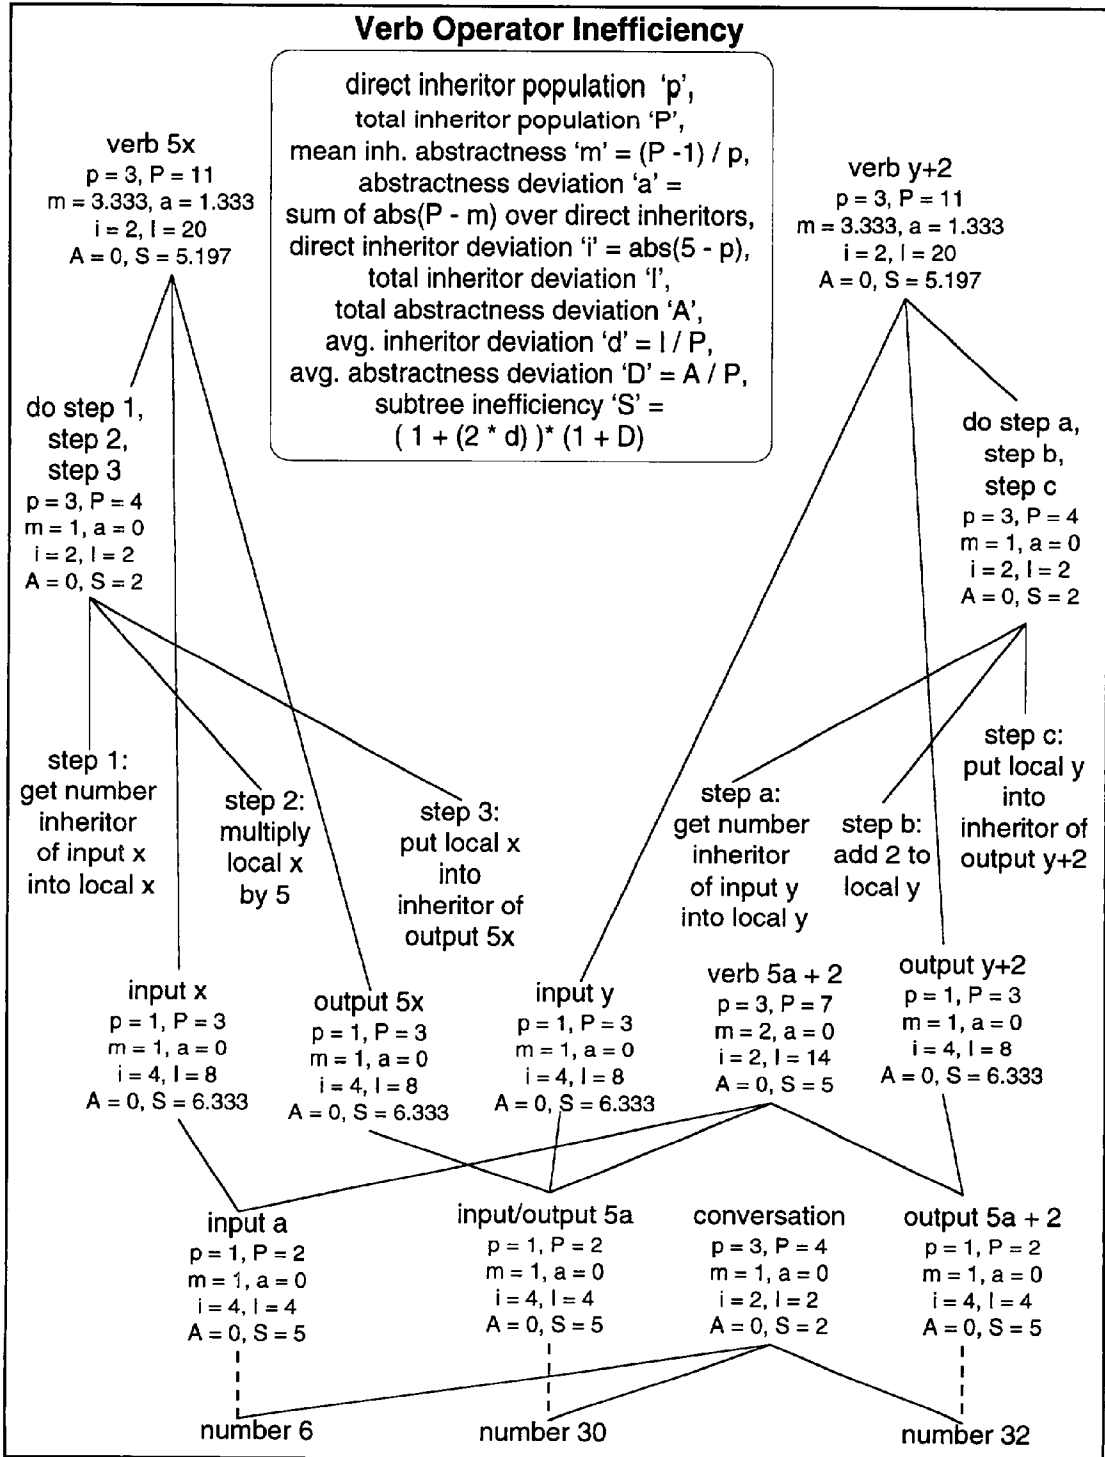 Verb Operator Inefficiency
direct inheritor population 'p',
total inheritor population 'P',
mean inh. abstractness 'm' = (P -1) / p,
abstractness deviation 'a' =
sum of abs(P - m) over direct inheritors,
direct inheritor deviation 'i' = abs(5 - p),
total inheritor deviation 'I',
total abstractness deviation 'A',
avg. inheritor deviation 'd' = I / P,
avg. abstractness deviation 'D' = A / P,
subtree inefficiency 'S' =
( 1 + (2 * d) )* (1 + D)
verb 5x
p = 3, P = 11
m = 3.333, a = 1.333
i = 2, I = 20
A = 0, S = 5.197
verb y+2
p = 3, P = 11
m = 3.333, a = 1.333
i = 2, I = 20
A = 0, S = 5.197
do step 1,
step 2,
step 3
p = 3, P = 4
m = 1, a = 0
i = 2, I = 2
A = 0, S = 2
do step a,
step b,
step c
p = 3, P = 4
m = 1, a = 0
i = 2, I = 2
A = 0, S = 2
step 1:
get number
inheritor
of input x
into local x
step 2:
multiply
local x
by 5
step 3:
put local x
into
inheritor of
output 5x
step a:
get number
inheritor
of input y
into local y
step b:
add 2 to
local y
step c:
put local y
into
inheritor of
output y+2
input x
p = 1, P = 3
m = 1, a = 0
i = 4, I = 8
A = 0, S = 6.333
output 5x
p = 1, P = 3
m = 1, a = 0
i = 4, I = 8
A = 0, S = 6.333
input y
p = 1, P = 3
m = 1, a = 0
i = 4, I = 8
A = 0, S = 6.333
verb 5a + 2
p = 3, P = 7
m = 2, a = 0
i = 2, I = 14
A = 0, S = 5
output y+2
p = 1, P = 3
m = 1, a = 0
i = 4, I = 8
A = 0, S = 6.333
input a
p = 1, P = 2
m = 1, a = 0
i = 4, I = 4
A = 0, S = 5
input/output 5a
p = 1, P = 2
m = 1, a = 0
i = 4, I = 4
A = 0, S = 5
conversation
p = 3, P = 4
m = 1, a = 0
i = 2, I = 2
A = 0, S = 2
output 5a + 2
p = 1, P = 2
m = 1, a = 0
i = 4, I = 4
A = 0, S = 5
number 6
number 30
number 32